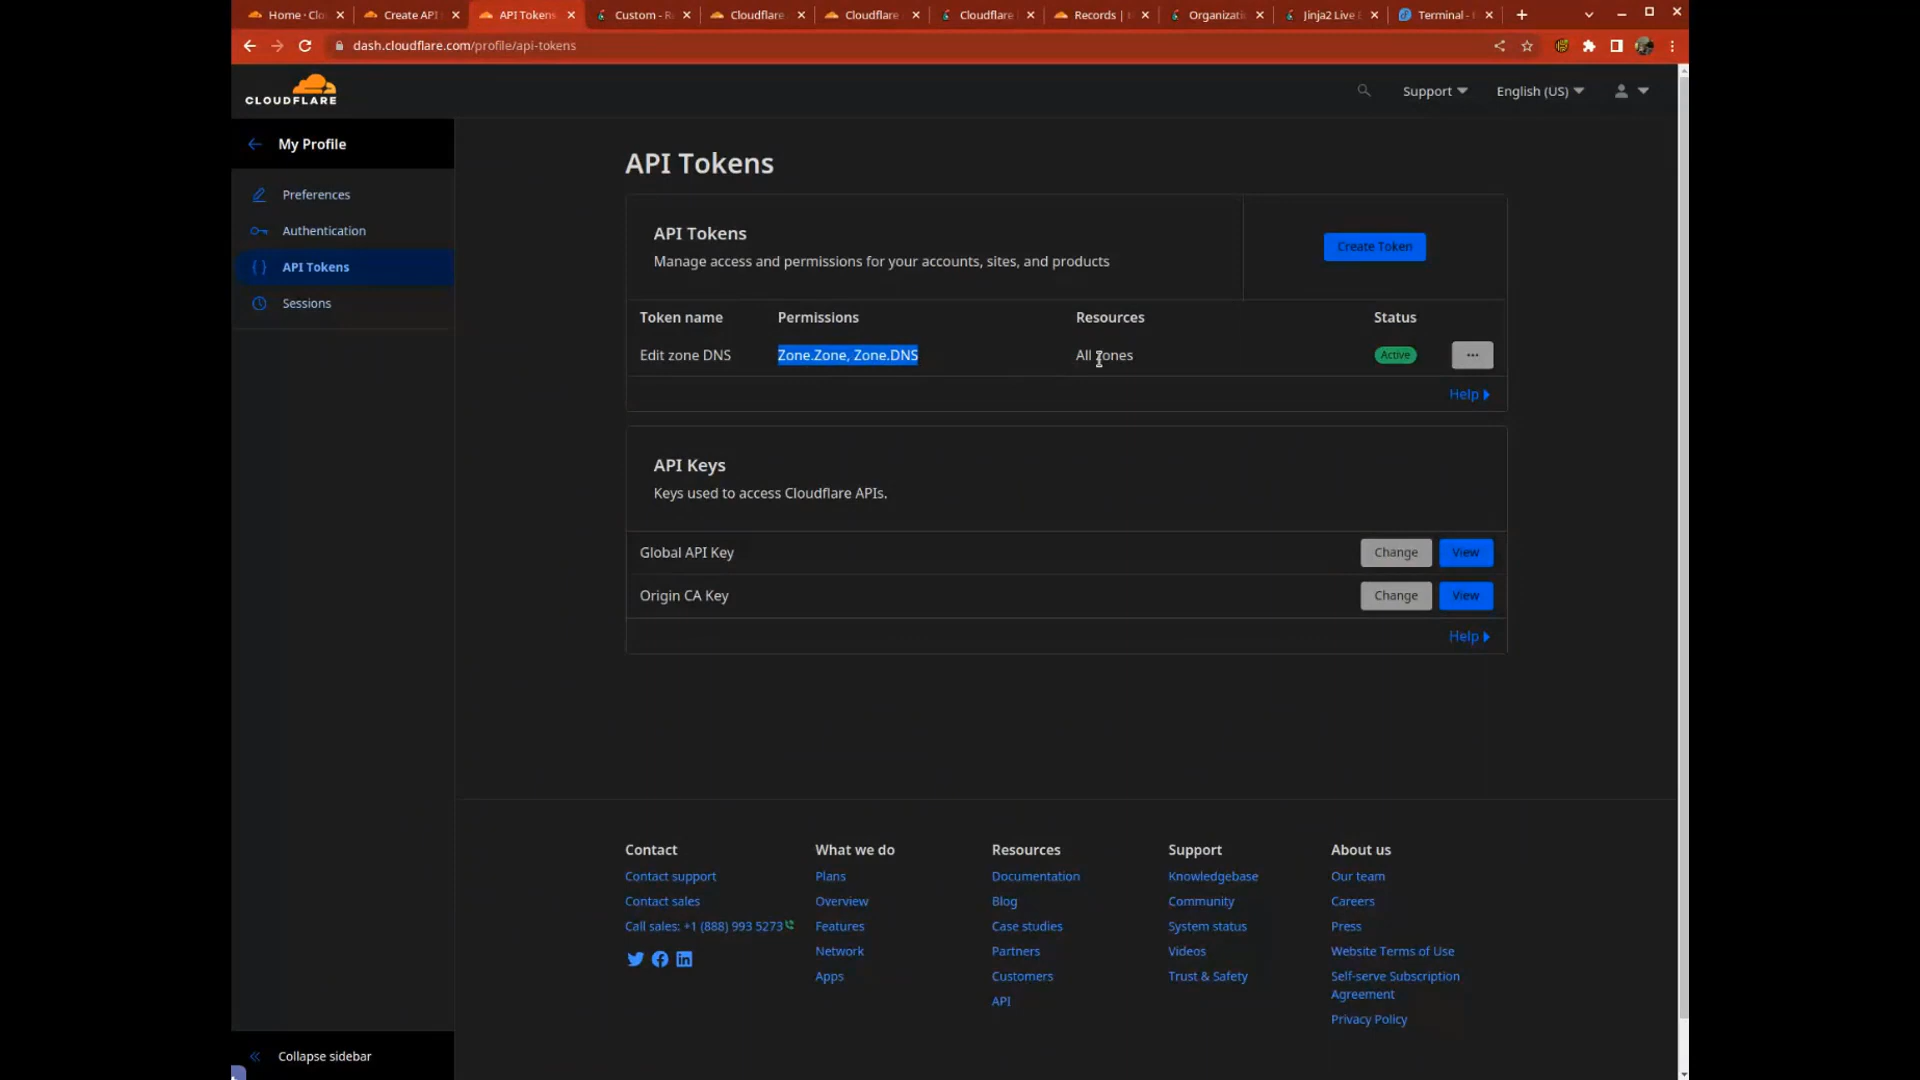 Home · Clo
Create API
API Tokens
Custom - R
Cloudflare
Cloudflare
Cloudflare
Records |
Organizati
Jinja2 Live
Terminal -
dash.cloudflare.com/profile/api-tokens
CLOUDFLARE
Support
English (US)
My Profile
Preferences
Authentication
API Tokens
Sessions
Collapse sidebar
API Tokens
API Tokens
Manage access and permissions for your accounts, sites, and products
Create Token
Token name Permissions Resources Status
Edit zone DNS Zone.Zone, Zone.DNS All zones Active ...
Help
API Keys
Keys used to access Cloudflare APIs.
Global API Key Change View
Origin CA Key Change View
Help
Contact
Contact support
Contact sales
Call sales: +1 (888) 993 5273
What we do
Plans
Overview
Features
Network
Apps
Resources
Documentation
Blog
Case studies
Partners
Customers
API
Support
Knowledgebase
Community
System status
Videos
Trust & Safety
About us
Our team
Careers
Press
Website Terms of Use
Self-serve Subscription
Agreement
Privacy Policy